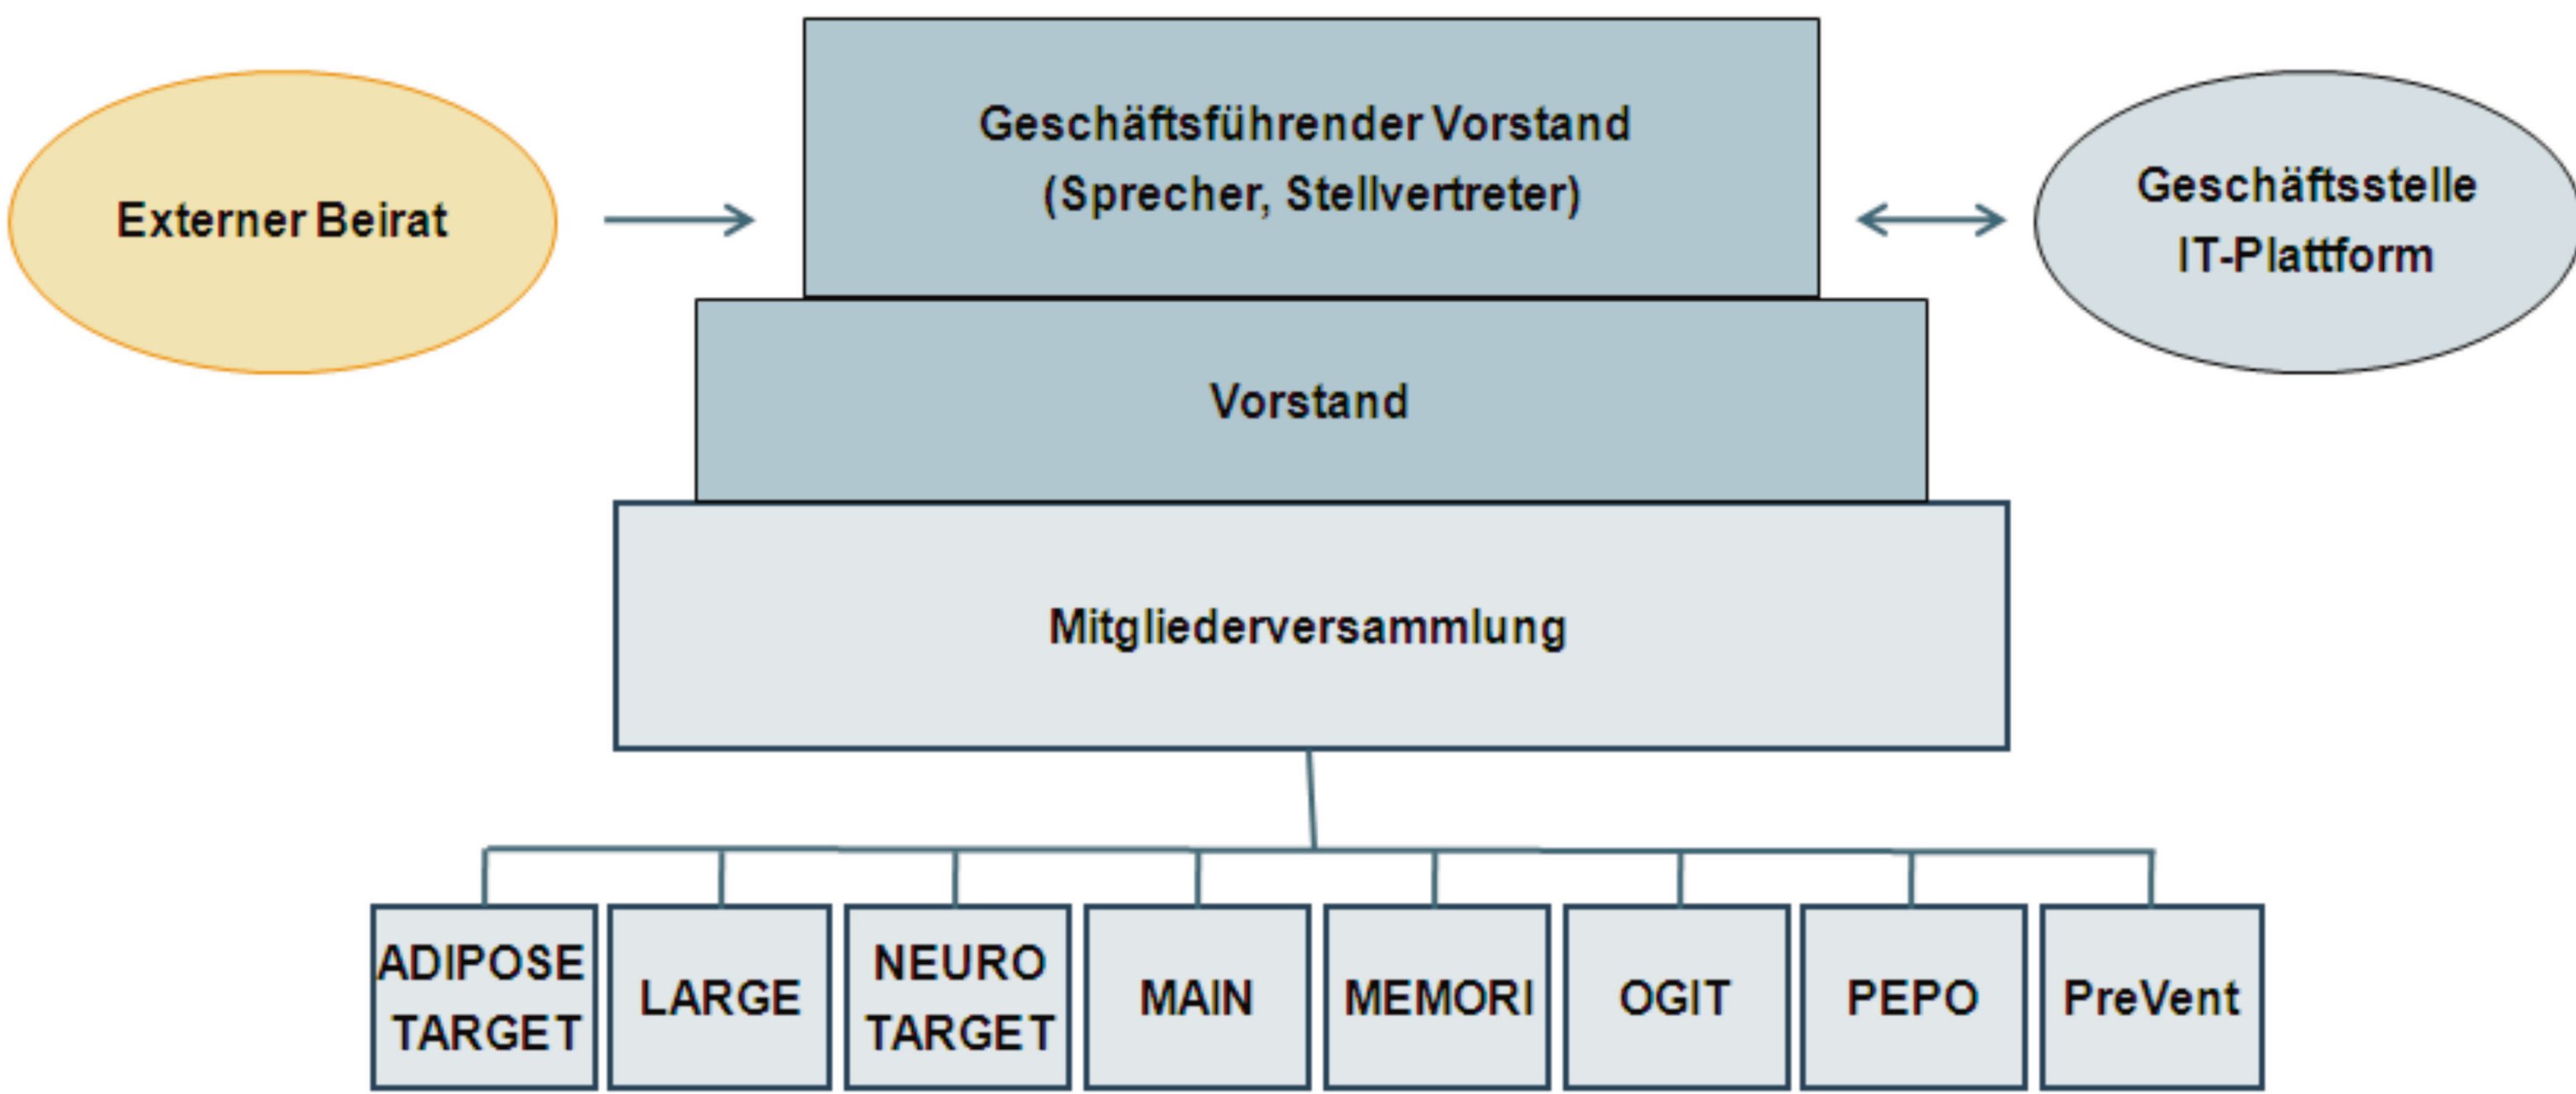 Externer Beirat
Geschäftsführender Vorstand
(Sprecher, Stellvertreter)
Geschäftsstelle
IT-Plattform
Vorstand
Mitgliederversammlung
ADIPOSE
TARGET
LARGE
NEURO
TARGET
MAIN
MEMORI
OGIT
PEPO
PreVent